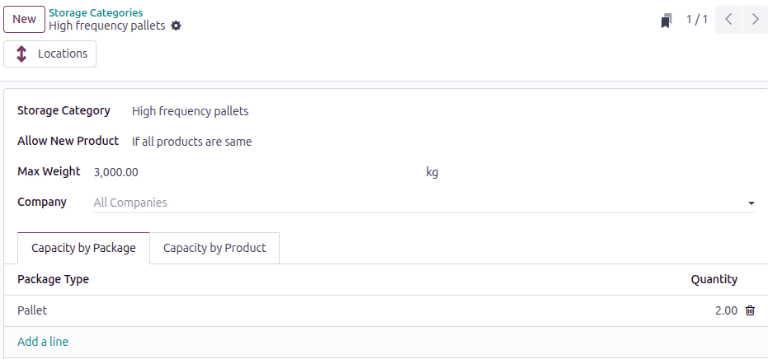 New
Storage Categories
High frequency pallets
1 / 1
Locations
Storage Category High frequency pallets
Allow New Product If all products are same
Max Weight 3,000.00 kg
Company All Companies
Capacity by Package Capacity by Product
Package Type Quantity
Pallet 2.00
Add a line